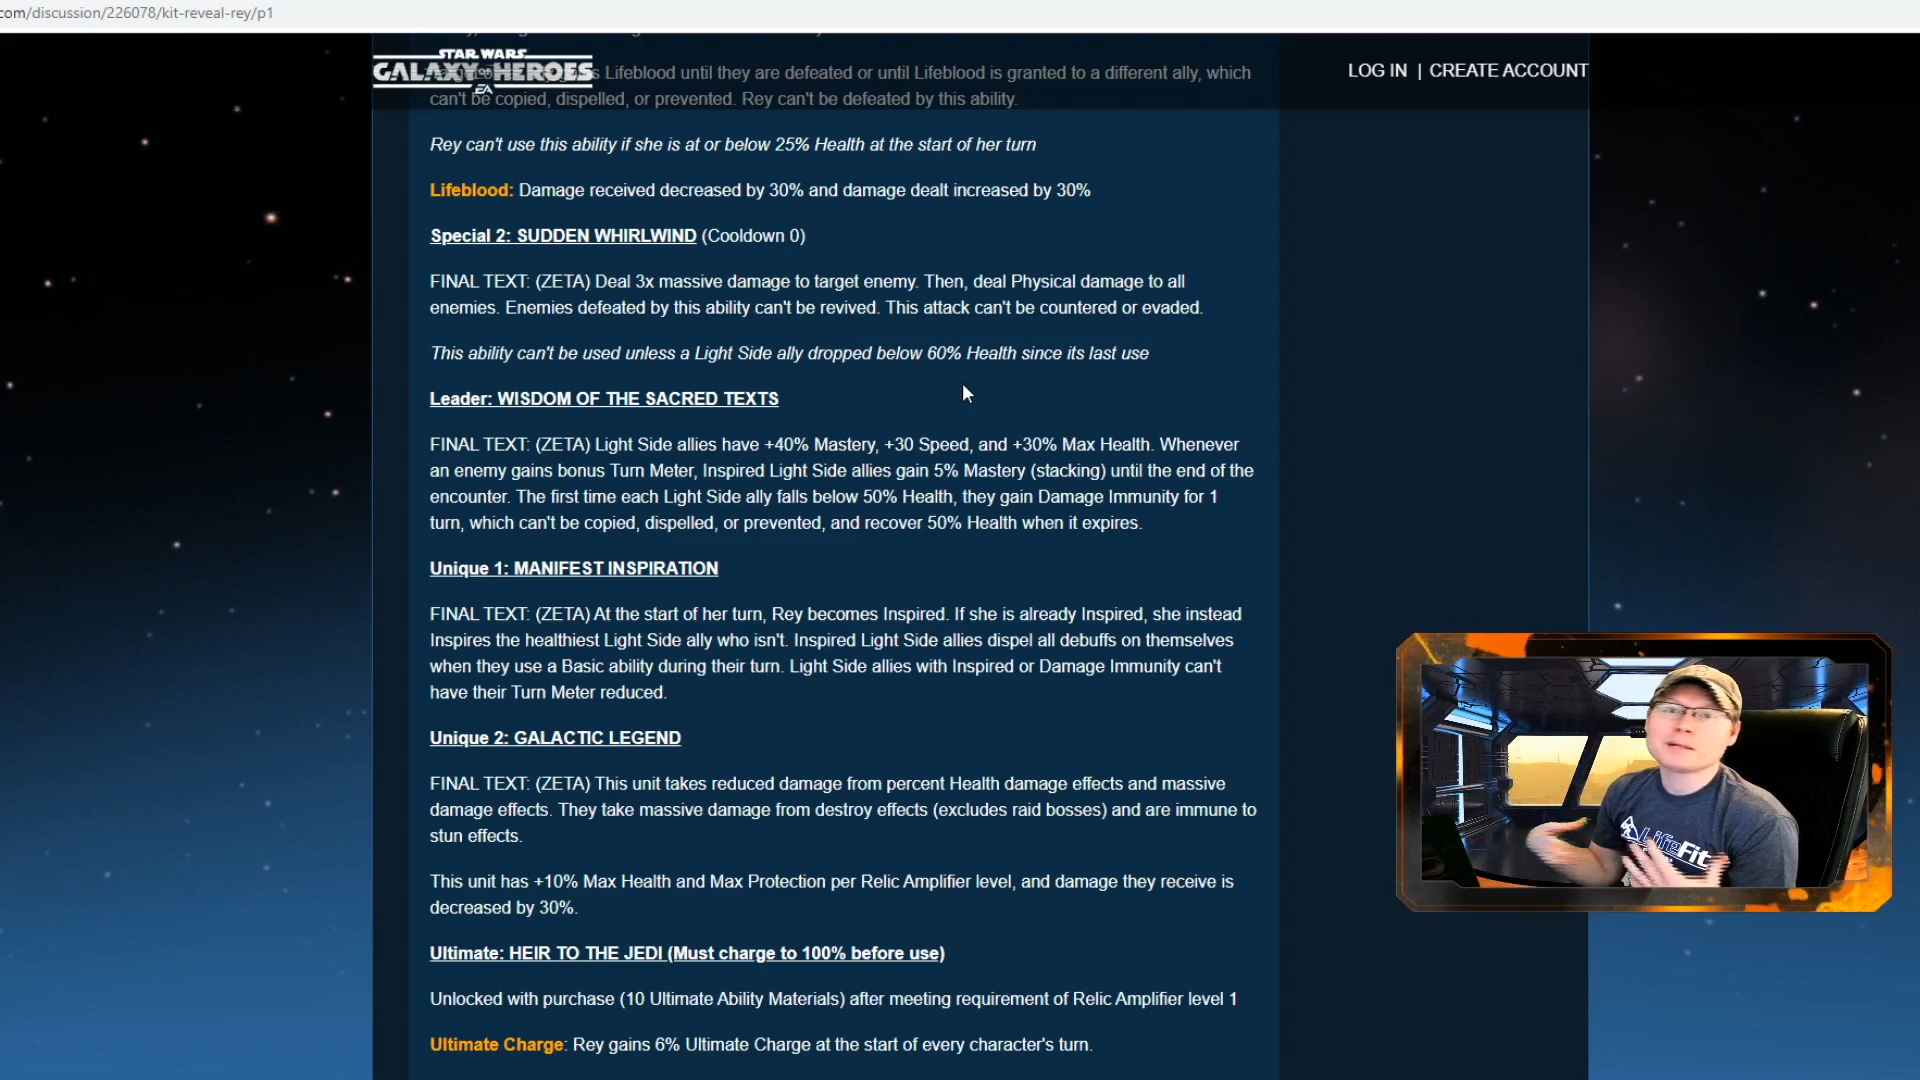 com/discussion/226078/kit-reveal-rey/p1
STAR WARS
GALAXY OF HEROES
EA
LOG IN | CREATE ACCOUNT
Lifeblood until they are defeated or until Lifeblood is granted to a different ally, which
can't be copied, dispelled, or prevented. Rey can't be defeated by this ability.
Rey can't use this ability if she is at or below 25% Health at the start of her turn
Lifeblood: Damage received decreased by 30% and damage dealt increased by 30%
Special 2: SUDDEN WHIRLWIND (Cooldown 0)
FINAL TEXT: (ZETA) Deal 3x massive damage to target enemy. Then, deal Physical damage to all
enemies. Enemies defeated by this ability can't be revived. This attack can't be countered or evaded.
This ability can't be used unless a Light Side ally dropped below 60% Health since its last use
Leader: WISDOM OF THE SACRED TEXTS
FINAL TEXT: (ZETA) Light Side allies have +40% Mastery, +30 Speed, and +30% Max Health. Whenever
an enemy gains bonus Turn Meter, Inspired Light Side allies gain 5% Mastery (stacking) until the end of the
encounter. The first time each Light Side ally falls below 50% Health, they gain Damage Immunity for 1
turn, which can't be copied, dispelled, or prevented, and recover 50% Health when it expires.
Unique 1: MANIFEST INSPIRATION
FINAL TEXT: (ZETA) At the start of her turn, Rey becomes Inspired. If she is already Inspired, she instead
Inspires the healthiest Light Side ally who isn't. Inspired Light Side allies dispel all debuffs on themselves
when they use a Basic ability during their turn. Light Side allies with Inspired or Damage Immunity can't
have their Turn Meter reduced.
Unique 2: GALACTIC LEGEND
FINAL TEXT: (ZETA) This unit takes reduced damage from percent Health damage effects and massive
damage effects. They take massive damage from destroy effects (excludes raid bosses) and are immune to
stun effects.
This unit has +10% Max Health and Max Protection per Relic Amplifier level, and damage they receive is
decreased by 30%.
Ultimate: HEIR TO THE JEDI (Must charge to 100% before use)
Unlocked with purchase (10 Ultimate Ability Materials) after meeting requirement of Relic Amplifier level 1
Ultimate Charge: Rey gains 6% Ultimate Charge at the start of every character's turn.
LifeFit